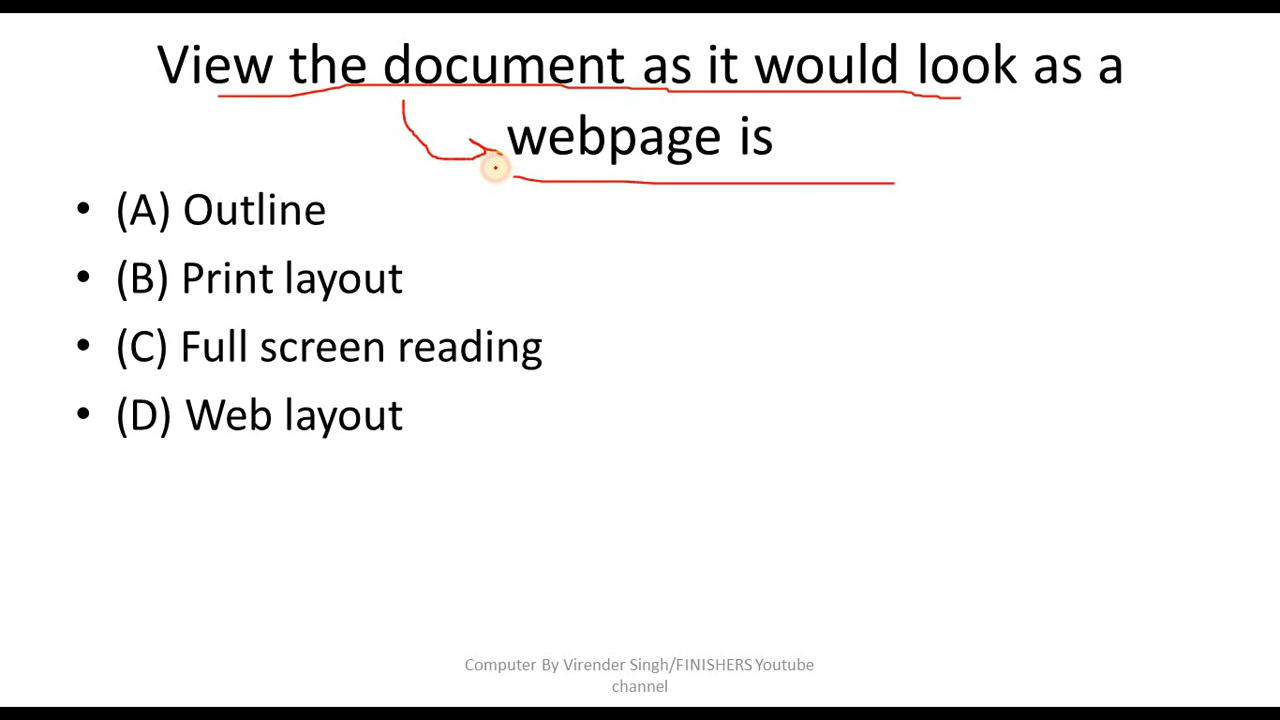 View the document as it would look as a
webpage is
• (A) Outline
• (B) Print layout
• (C) Full screen reading
• (D) Web layout
Computer By Virender Singh/FINISHERS Youtube
channel